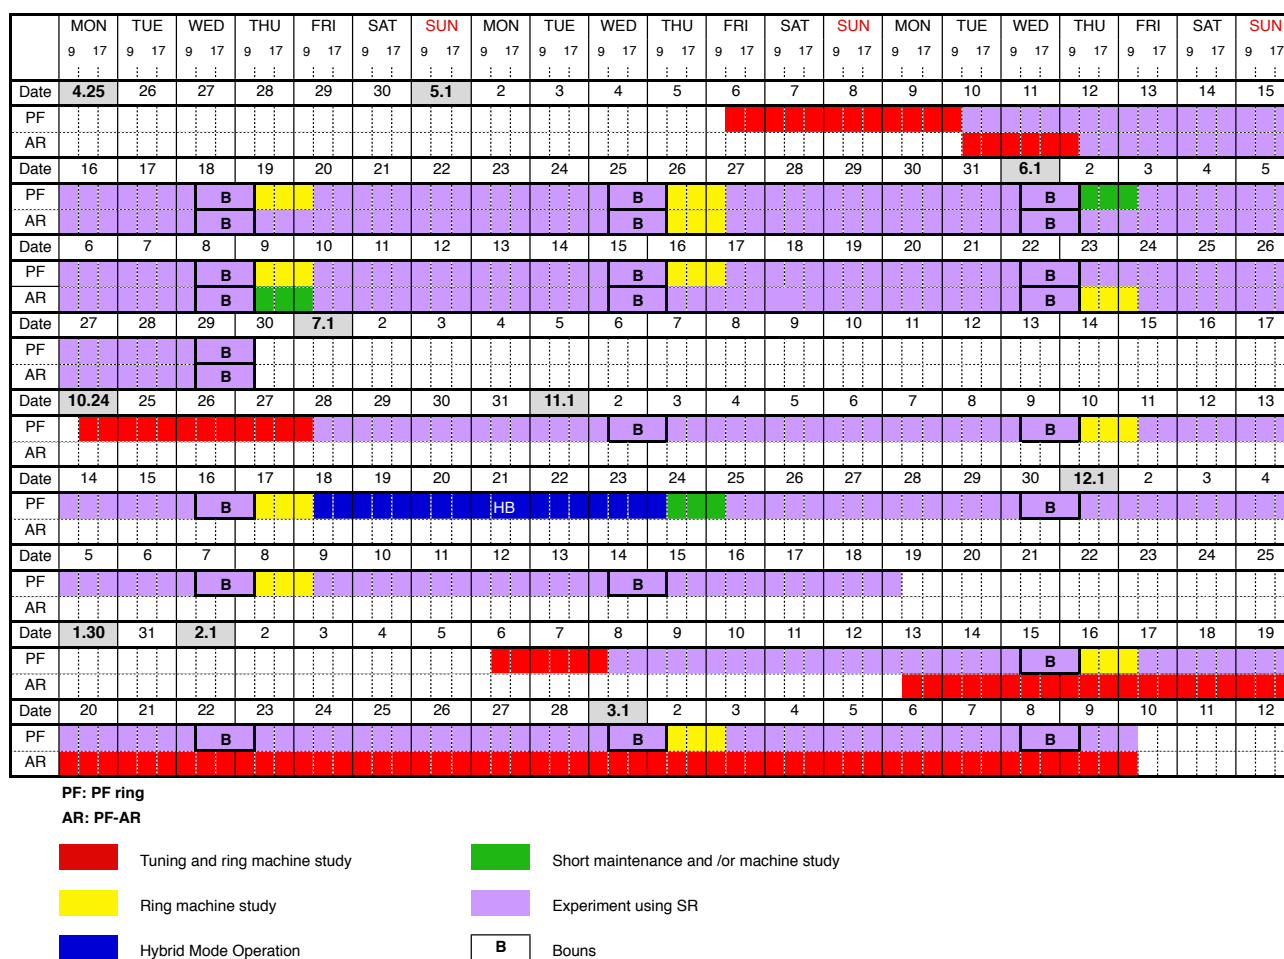 MON TUE WED THU FRI SAT SUN MON TUE WED THU FRI SAT SUN MON TUE WED THU FRI SAT SUN
9 17 9 17 9 17 9 17 9 17 9 17 9 17 9 17 9 17 9 17 9 17 9 17 9 17 9 17 9 17 9 17 9 17 9 17 9 17 9 17 9 17
Date 4.25 26 27 28 29 30 5.1 2 3 4 5 6 7 8 9 10 11 12 13 14 15
PF
AR
Date 16 17 18 19 20 21 22 23 24 25 26 27 28 29 30 31 6.1 2 3 4 5
PF B B B
AR B B B
Date 6 7 8 9 10 11 12 13 14 15 16 17 18 19 20 21 22 23 24 25 26
PF B B B
AR B B B
Date 27 28 29 30 7.1 2 3 4 5 6 7 8 9 10 11 12 13 14 15 16 17
PF B
AR B
Date 10.24 25 26 27 28 29 30 31 11.1 2 3 4 5 6 7 8 9 10 11 12 13
PF B B
AR
Date 14 15 16 17 18 19 20 21 22 23 24 25 26 27 28 29 30 12.1 2 3 4
PF B HB B
AR
Date 5 6 7 8 9 10 11 12 13 14 15 16 17 18 19 20 21 22 23 24 25
PF B B
AR
Date 1.30 31 2.1 2 3 4 5 6 7 8 9 10 11 12 13 14 15 16 17 18 19
PF B
AR
Date 20 21 22 23 24 25 26 27 28 3.1 2 3 4 5 6 7 8 9 10 11 12
PF B B B
AR
PF: PF ring
AR: PF-AR
Tuning and ring machine study Short maintenance and /or machine study
Ring machine study Experiment using SR
Hybrid Mode Operation B Bouns